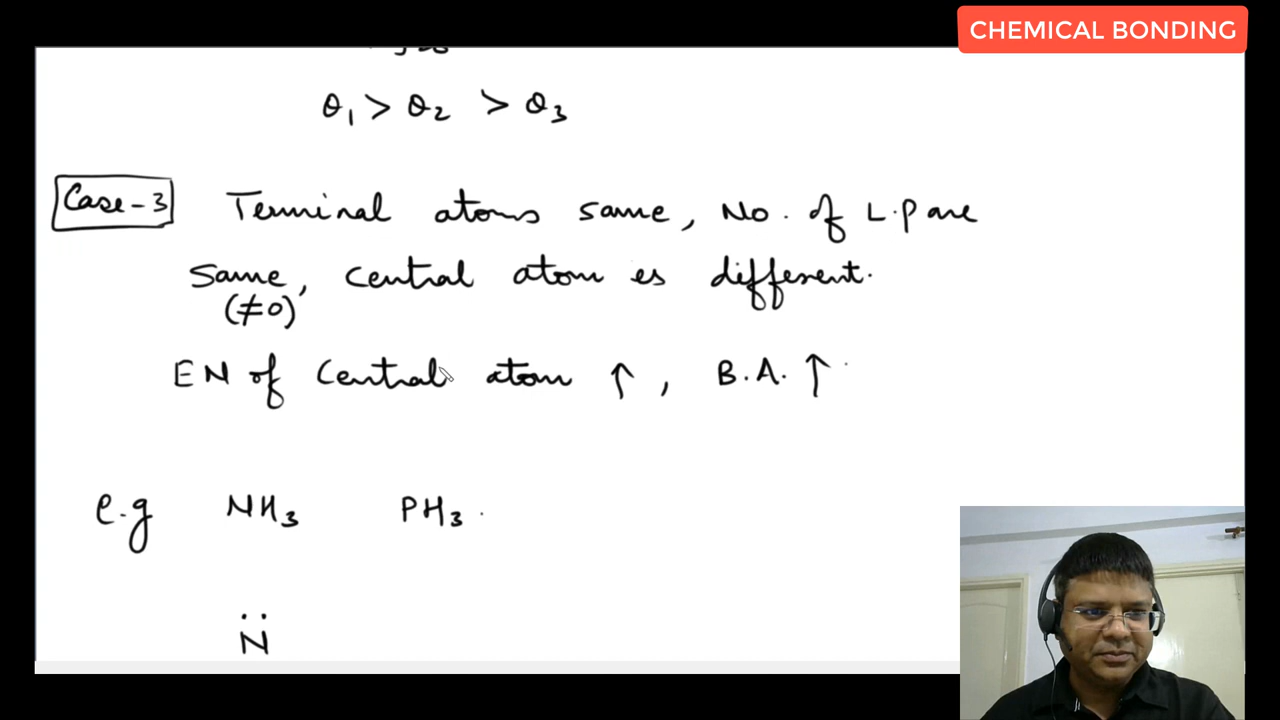 CHEMICAL BONDING
θ₁ > θ₂ > θ₃
Case-3 Terminal atoms same, No. of L.P are
same, central atom is different.
(≠0)
EN of central atom ↑, B.A. ↑
e.g NH₃ PH₃
N̈